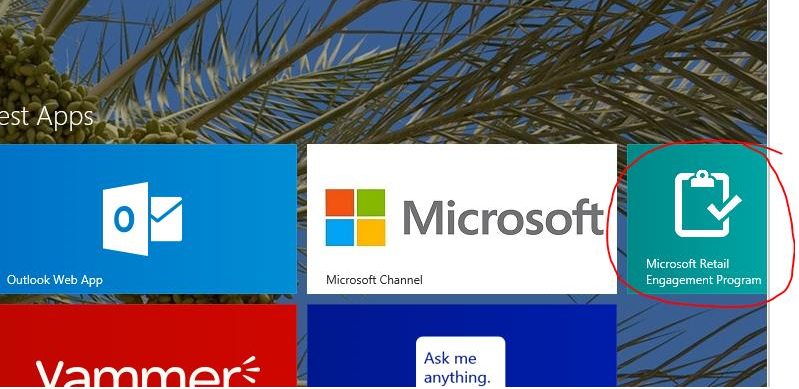 est Apps
O
Outlook Web App
Microsoft
Microsoft Channel
Microsoft Retail
Engagement Program
Yammer
Ask me
anything.